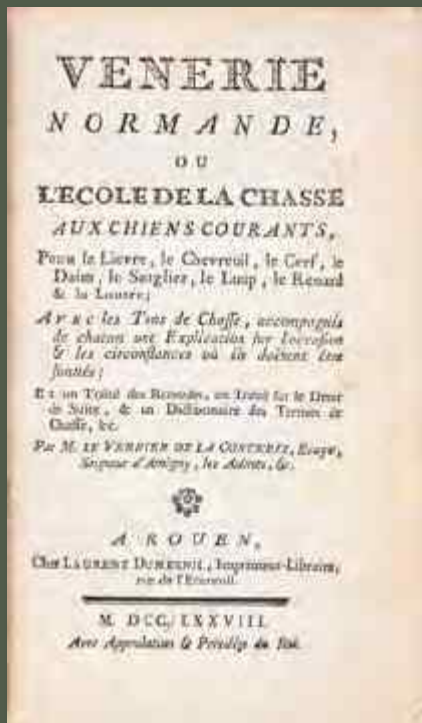 VENERIE
NORMANDE,
OU
L'ECOLE DE LA CHASSE
AUX CHIENS COURANTS,
Pour le Lievre, le Chevreuil, le Cerf, le
Daim, le Sanglier, le Loup, le Renard
& la Loutre;
AVEC les Tons de Chasse, accompagnés
de chacun une Explication sur l'occasion
& les circonstances où ils doivent être
sonnés;
ET un Traité des Remedes, un Traité sur le Droit
de Suite, & un Dictionnaire des Termes de
Chasse, &c.
Par M. LE VERRIER DE LA CONTERIE, Ecuyer,
Seigneur d'Amigny, les Aulnets, &c.
A ROUEN,
Chez LAURENT DUMESNIL, Imprimeur-Libraire,
rue de l'Ecureuil.
M. DCC. LXXVIII.
Avec Approbation & Privilége du Roi.